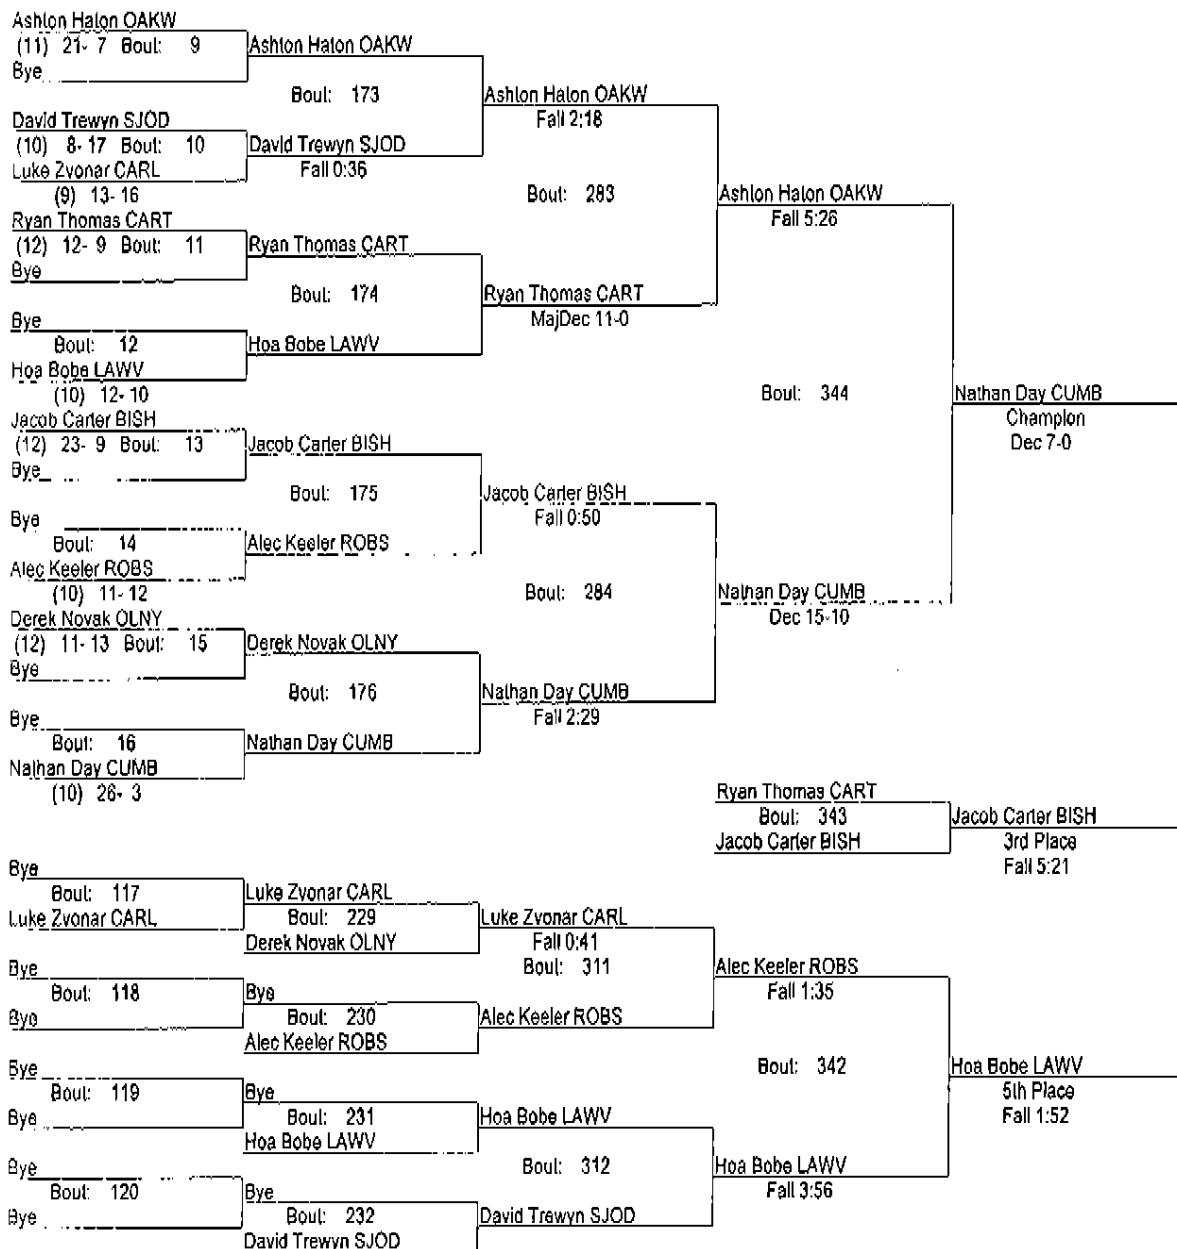 Ashton Haton OAKW
(11) 21- 7 Bout: 9
Bye
Ashton Haton OAKW
Bout: 173
David Trewyn SJOD
(10) 8- 17 Bout: 10
Luke Zvonar CARL
(9) 13- 16
David Trewyn SJOD
Fall 0:36
Ashton Haton OAKW
Fall 2:18
Bout: 283
Ryan Thomas CART
(12) 12- 9 Bout: 11
Bye
Ryan Thomas CART
Bout: 174
Bye
Bout: 12
Hoa Bobe LAWV
(10) 12- 10
Hoa Bobe LAWV
Ryan Thomas CART
MajDec 11-0
Ashton Haton OAKW
Fall 5:26
Bout: 344
Jacob Carter BISH
(12) 23- 9 Bout: 13
Bye
Jacob Carter BISH
Bout: 175
Bye
Bout: 14
Alec Keeler ROBS
(10) 11- 12
Alec Keeler ROBS
Jacob Carter BISH
Fall 0:50
Bout: 284
Derek Novak OLNY
(12) 11- 13 Bout: 15
Bye
Derek Novak OLNY
Bout: 176
Bye
Bout: 16
Nathan Day CUMB
(10) 26- 3
Nathan Day CUMB
Nathan Day CUMB
Fall 2:29
Nathan Day CUMB
Dec 15-10
Nathan Day CUMB
Champion
Dec 7-0
Ryan Thomas CART
Bout: 343
Jacob Carter BISH
Jacob Carter BISH
3rd Place
Fall 5:21
Bye
Bout: 117
Luke Zvonar CARL
Luke Zvonar CARL
Bout: 229
Derek Novak OLNY
Luke Zvonar CARL
Fall 0:41
Bout: 311
Bye
Bout: 118
Bye
Bye
Bout: 230
Alec Keeler ROBS
Alec Keeler ROBS
Alec Keeler ROBS
Fall 1:35
Bout: 342
Bye
Bout: 119
Bye
Bye
Bout: 231
Hoa Bobe LAWV
Hoa Bobe LAWV
Bout: 312
Bye
Bout: 120
Bye
Bye
Bout: 232
David Trewyn SJOD
David Trewyn SJOD
Hoa Bobe LAWV
Fall 3:56
Hoa Bobe LAWV
5th Place
Fall 1:52